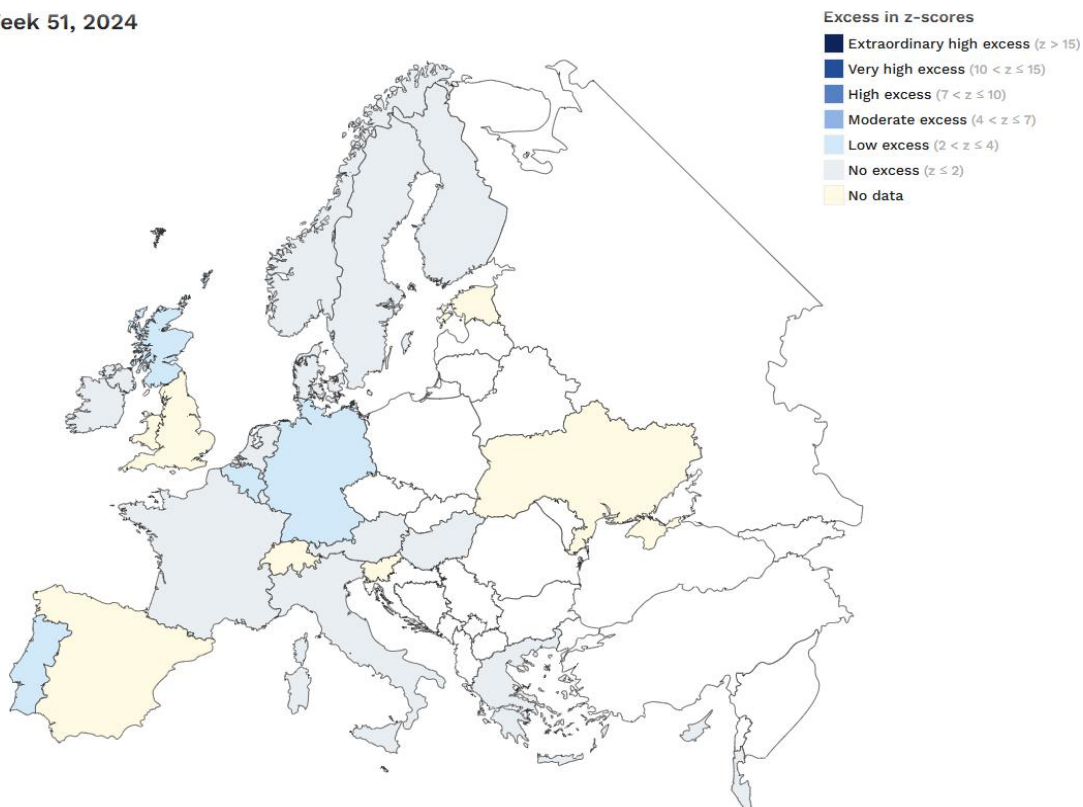 eek 51, 2024
Excess in z-scores
Extraordinary high excess (z > 15)
Very high excess (10 < z ≤ 15)
High excess (7 < z ≤ 10)
Moderate excess (4 < z ≤ 7)
Low excess (2 < z ≤ 4)
No excess (z ≤ 2)
No data